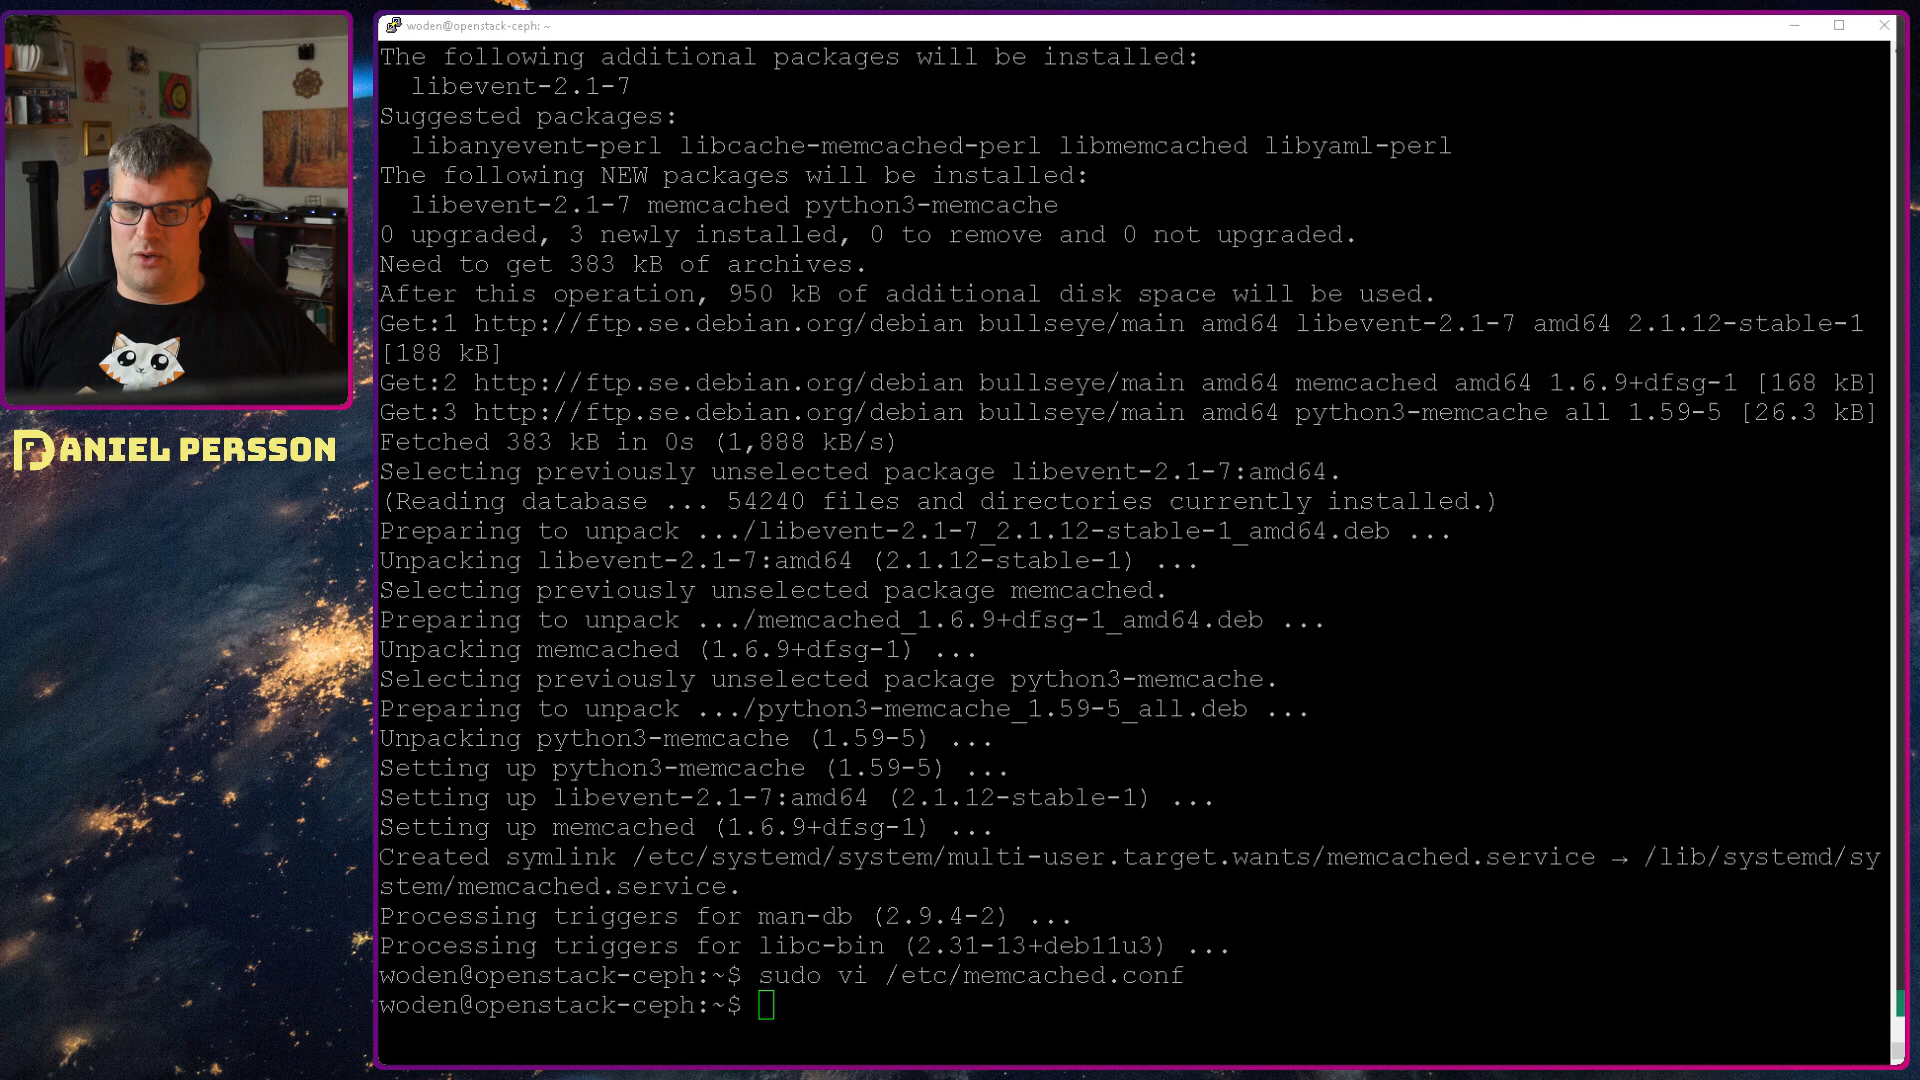 woden@openstack-ceph: ~
The following additional packages will be installed:
  libevent-2.1-7
Suggested packages:
  libanyevent-perl libcache-memcached-perl libmemcached libyaml-perl
The following NEW packages will be installed:
  libevent-2.1-7 memcached python3-memcache
0 upgraded, 3 newly installed, 0 to remove and 0 not upgraded.
Need to get 383 kB of archives.
After this operation, 950 kB of additional disk space will be used.
Get:1 http://ftp.se.debian.org/debian bullseye/main amd64 libevent-2.1-7 amd64 2.1.12-stable-1
[188 kB]
Get:2 http://ftp.se.debian.org/debian bullseye/main amd64 memcached amd64 1.6.9+dfsg-1 [168 kB]
Get:3 http://ftp.se.debian.org/debian bullseye/main amd64 python3-memcache all 1.59-5 [26.3 kB]
Fetched 383 kB in 0s (1,888 kB/s)
Selecting previously unselected package libevent-2.1-7:amd64.
(Reading database ... 54240 files and directories currently installed.)
Preparing to unpack .../libevent-2.1-7_2.1.12-stable-1_amd64.deb ...
Unpacking libevent-2.1-7:amd64 (2.1.12-stable-1) ...
Selecting previously unselected package memcached.
Preparing to unpack .../memcached_1.6.9+dfsg-1_amd64.deb ...
Unpacking memcached (1.6.9+dfsg-1) ...
Selecting previously unselected package python3-memcache.
Preparing to unpack .../python3-memcache_1.59-5_all.deb ...
Unpacking python3-memcache (1.59-5) ...
Setting up python3-memcache (1.59-5) ...
Setting up libevent-2.1-7:amd64 (2.1.12-stable-1) ...
Setting up memcached (1.6.9+dfsg-1) ...
Created symlink /etc/systemd/system/multi-user.target.wants/memcached.service → /lib/systemd/sy
stem/memcached.service.
Processing triggers for man-db (2.9.4-2) ...
Processing triggers for libc-bin (2.31-13+deb11u3) ...
woden@openstack-ceph:~$ sudo vi /etc/memcached.conf
woden@openstack-ceph:~$
DANIEL PERSSON